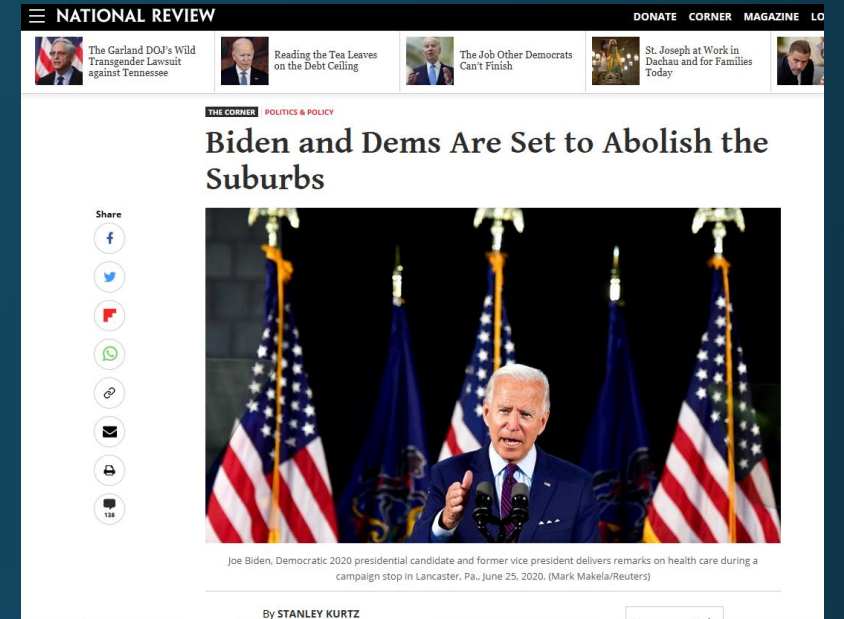 NATIONAL REVIEW
DONATE CORNER MAGAZINE LO
The Garland DOJ's Wild
Transgender Lawsuit
against Tennessee
Reading the Tea Leaves
on the Debt Ceiling
The Job Other Democrats
Can't Finish
St. Joseph at Work in
Dachau and for Families
Today
THE CORNER POLITICS & POLICY
Biden and Dems Are Set to Abolish the
Suburbs
Share
138
Joe Biden, Democratic 2020 presidential candidate and former vice president delivers remarks on health care during a
campaign stop in Lancaster, Pa., June 25, 2020. (Mark Makela/Reuters)
By STANLEY KURTZ